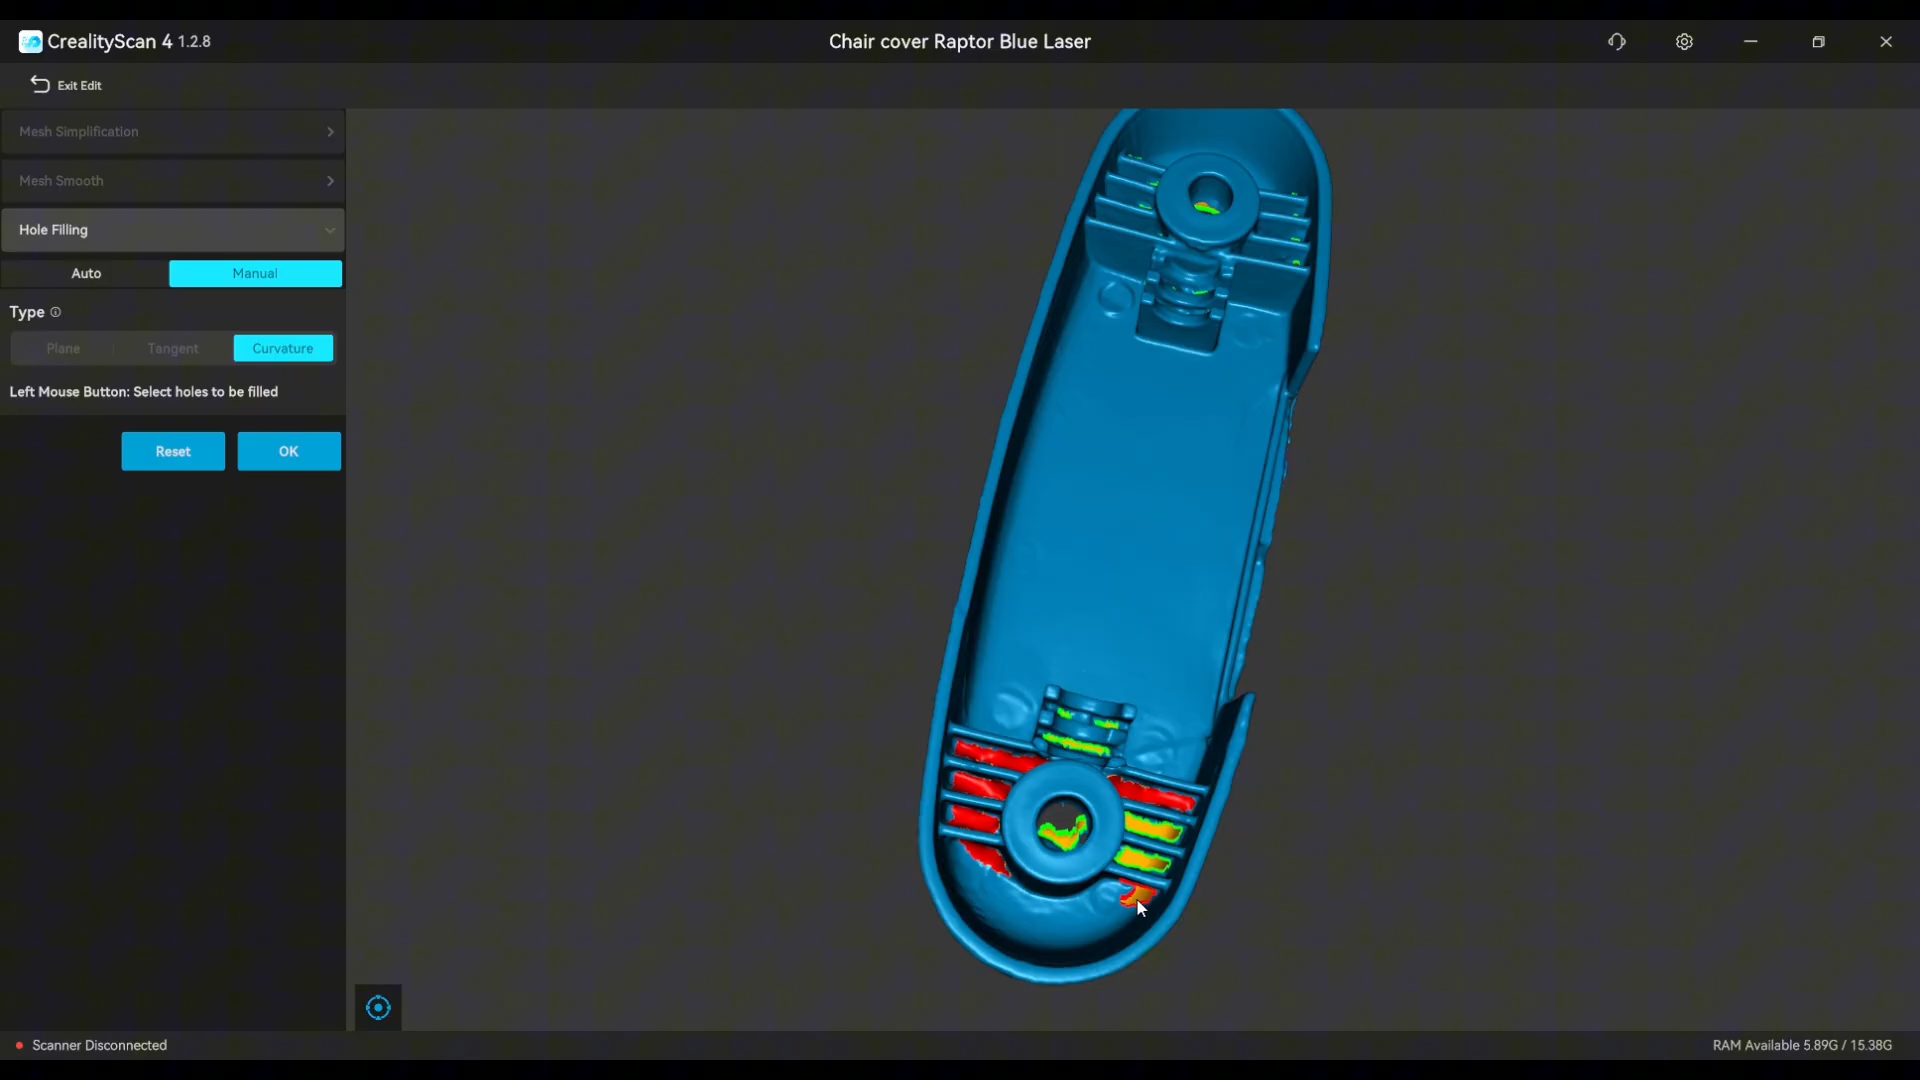 CrealityScan 4 1.2.8
Chair cover Raptor Blue Laser
Exit Edit
Mesh Simplification
Mesh Smooth
Hole Filling
Auto Manual
Type
Plane Tangent Curvature
Left Mouse Button: Select holes to be filled
Reset OK
Scanner Disconnected
RAM Available 5.89G / 15.38G